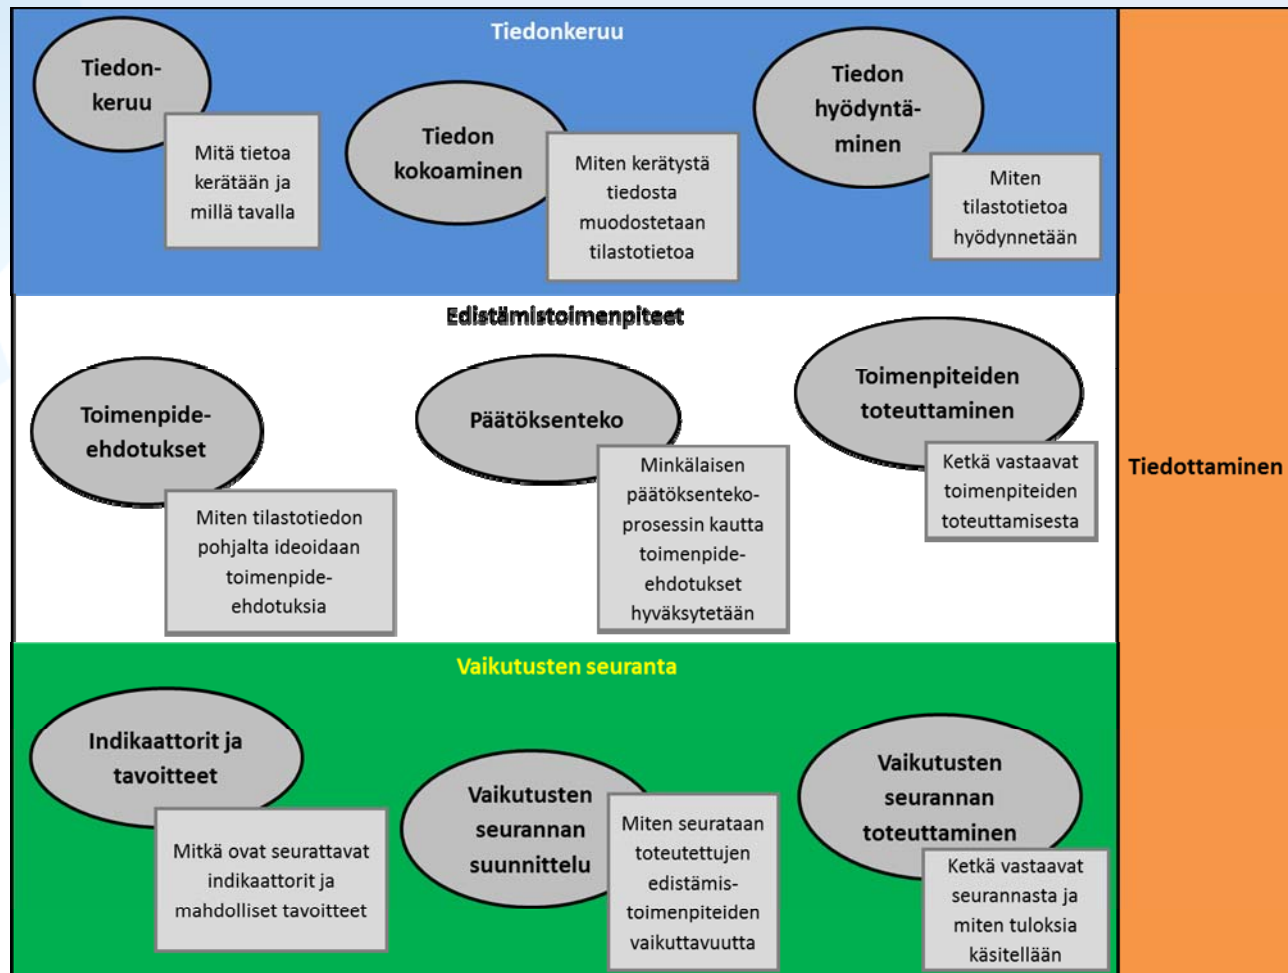 Tiedonkeruu
Tiedon-
keruu
Mitä tietoa
kerätään ja
millä tavalla
Tiedon
kokoaminen
Miten kerätystä
tiedosta
muodostetaan
tilastotietoa
Tiedon
hyödyntä-
minen
Miten
tilastotietoa
hyödynnetään
Edistämistoimenpiteet
Toimenpide-
ehdotukset
Miten tilastotiedon
pohjalta ideoidaan
toimenpide-
ehdotuksia
Päätöksenteko
Minkälaisen
päätöksenteko-
prosessin kautta
toimenpide-
ehdotukset
hyväksytetään
Toimenpiteiden
toteuttaminen
Ketkä vastaavat
toimenpiteiden
toteuttamisesta
Vaikutusten seuranta
Indikaattorit ja
tavoitteet
Mitkä ovat seurattavat
indikaattorit ja
mahdolliset tavoitteet
Vaikutusten
seurannan
suunnittelu
Miten seurataan
toteutettujen
edistämis-
toimenpiteiden
vaikuttavuutta
Vaikutusten
seurannan
toteuttaminen
Ketkä vastaavat
seurannasta ja
miten tuloksia
käsitellään
Tiedottaminen